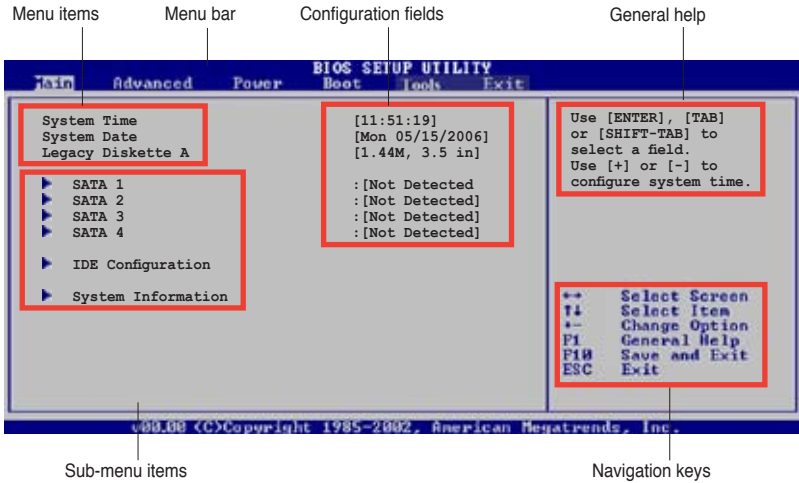 Menu items Menu bar Configuration fields General help
BIOS SETUP UTILITY
Main Advanced Power Boot Tools Exit
System Time [11:51:19]
System Date [Mon 05/15/2006]
Legacy Diskette A [1.44M, 3.5 in]
SATA 1 :[Not Detected
SATA 2 :[Not Detected]
SATA 3 :[Not Detected]
SATA 4 :[Not Detected]
IDE Configuration
System Information
Use [ENTER], [TAB]
or [SHIFT-TAB] to
select a field.
Use [+] or [-] to
configure system time.
←→ Select Screen
↑↓ Select Item
+- Change Option
F1 General Help
F10 Save and Exit
ESC Exit
v00.00 (C)Copyright 1985-2002, American Megatrends, Inc.
Sub-menu items Navigation keys